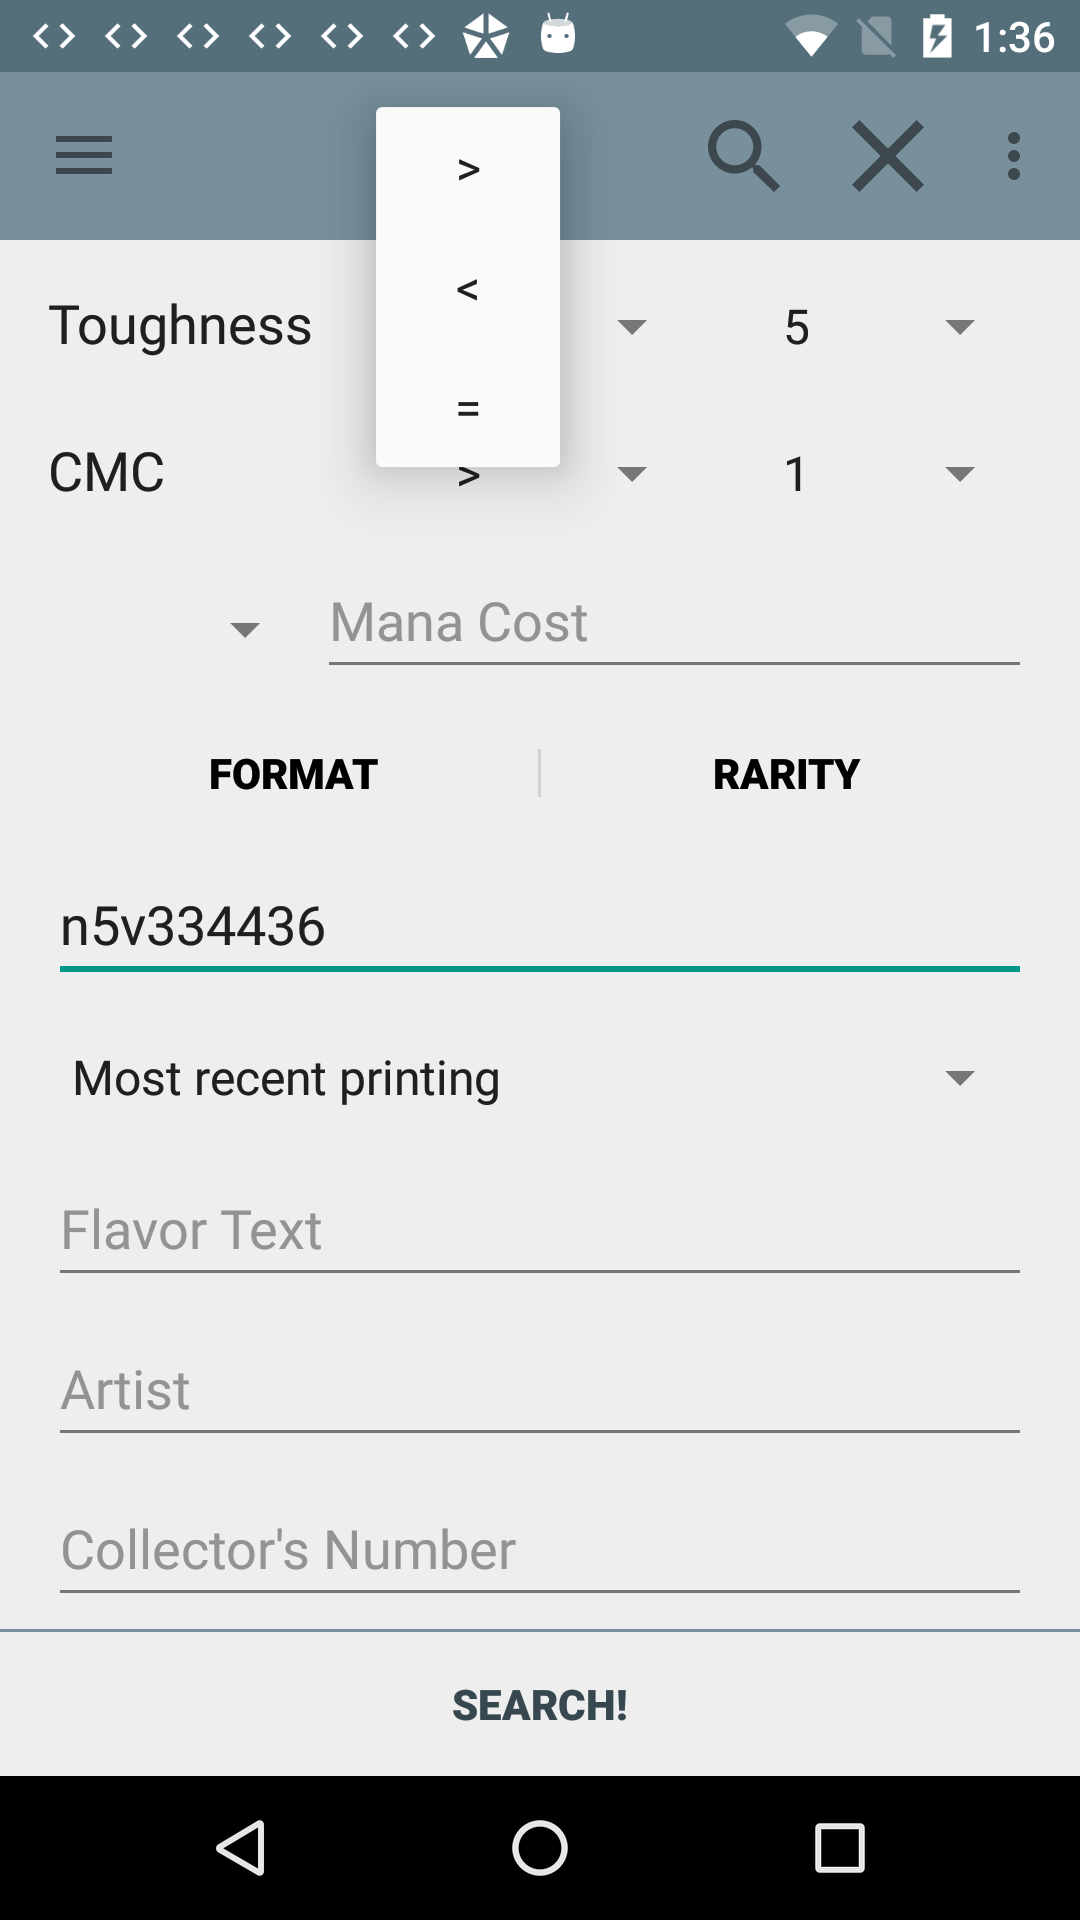 1:36
>
<
=
Toughness 5
CMC > 1
Mana Cost
FORMAT RARITY
n5v334436
Most recent printing
Flavor Text
Artist
Collector's Number
SEARCH!